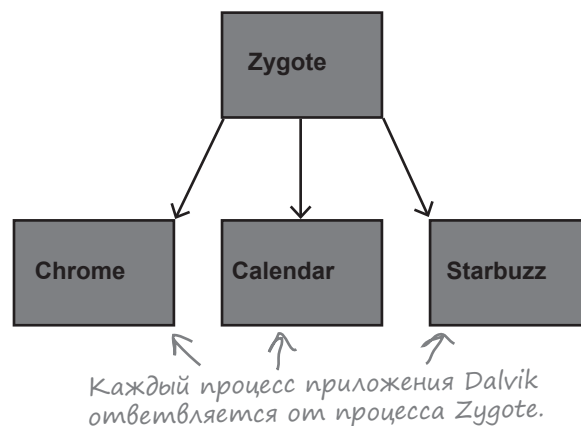 Zygote
Chrome
Calendar
Starbuzz
Каждый процесс приложения Dalvik
ответвляется от процесса Zygote.